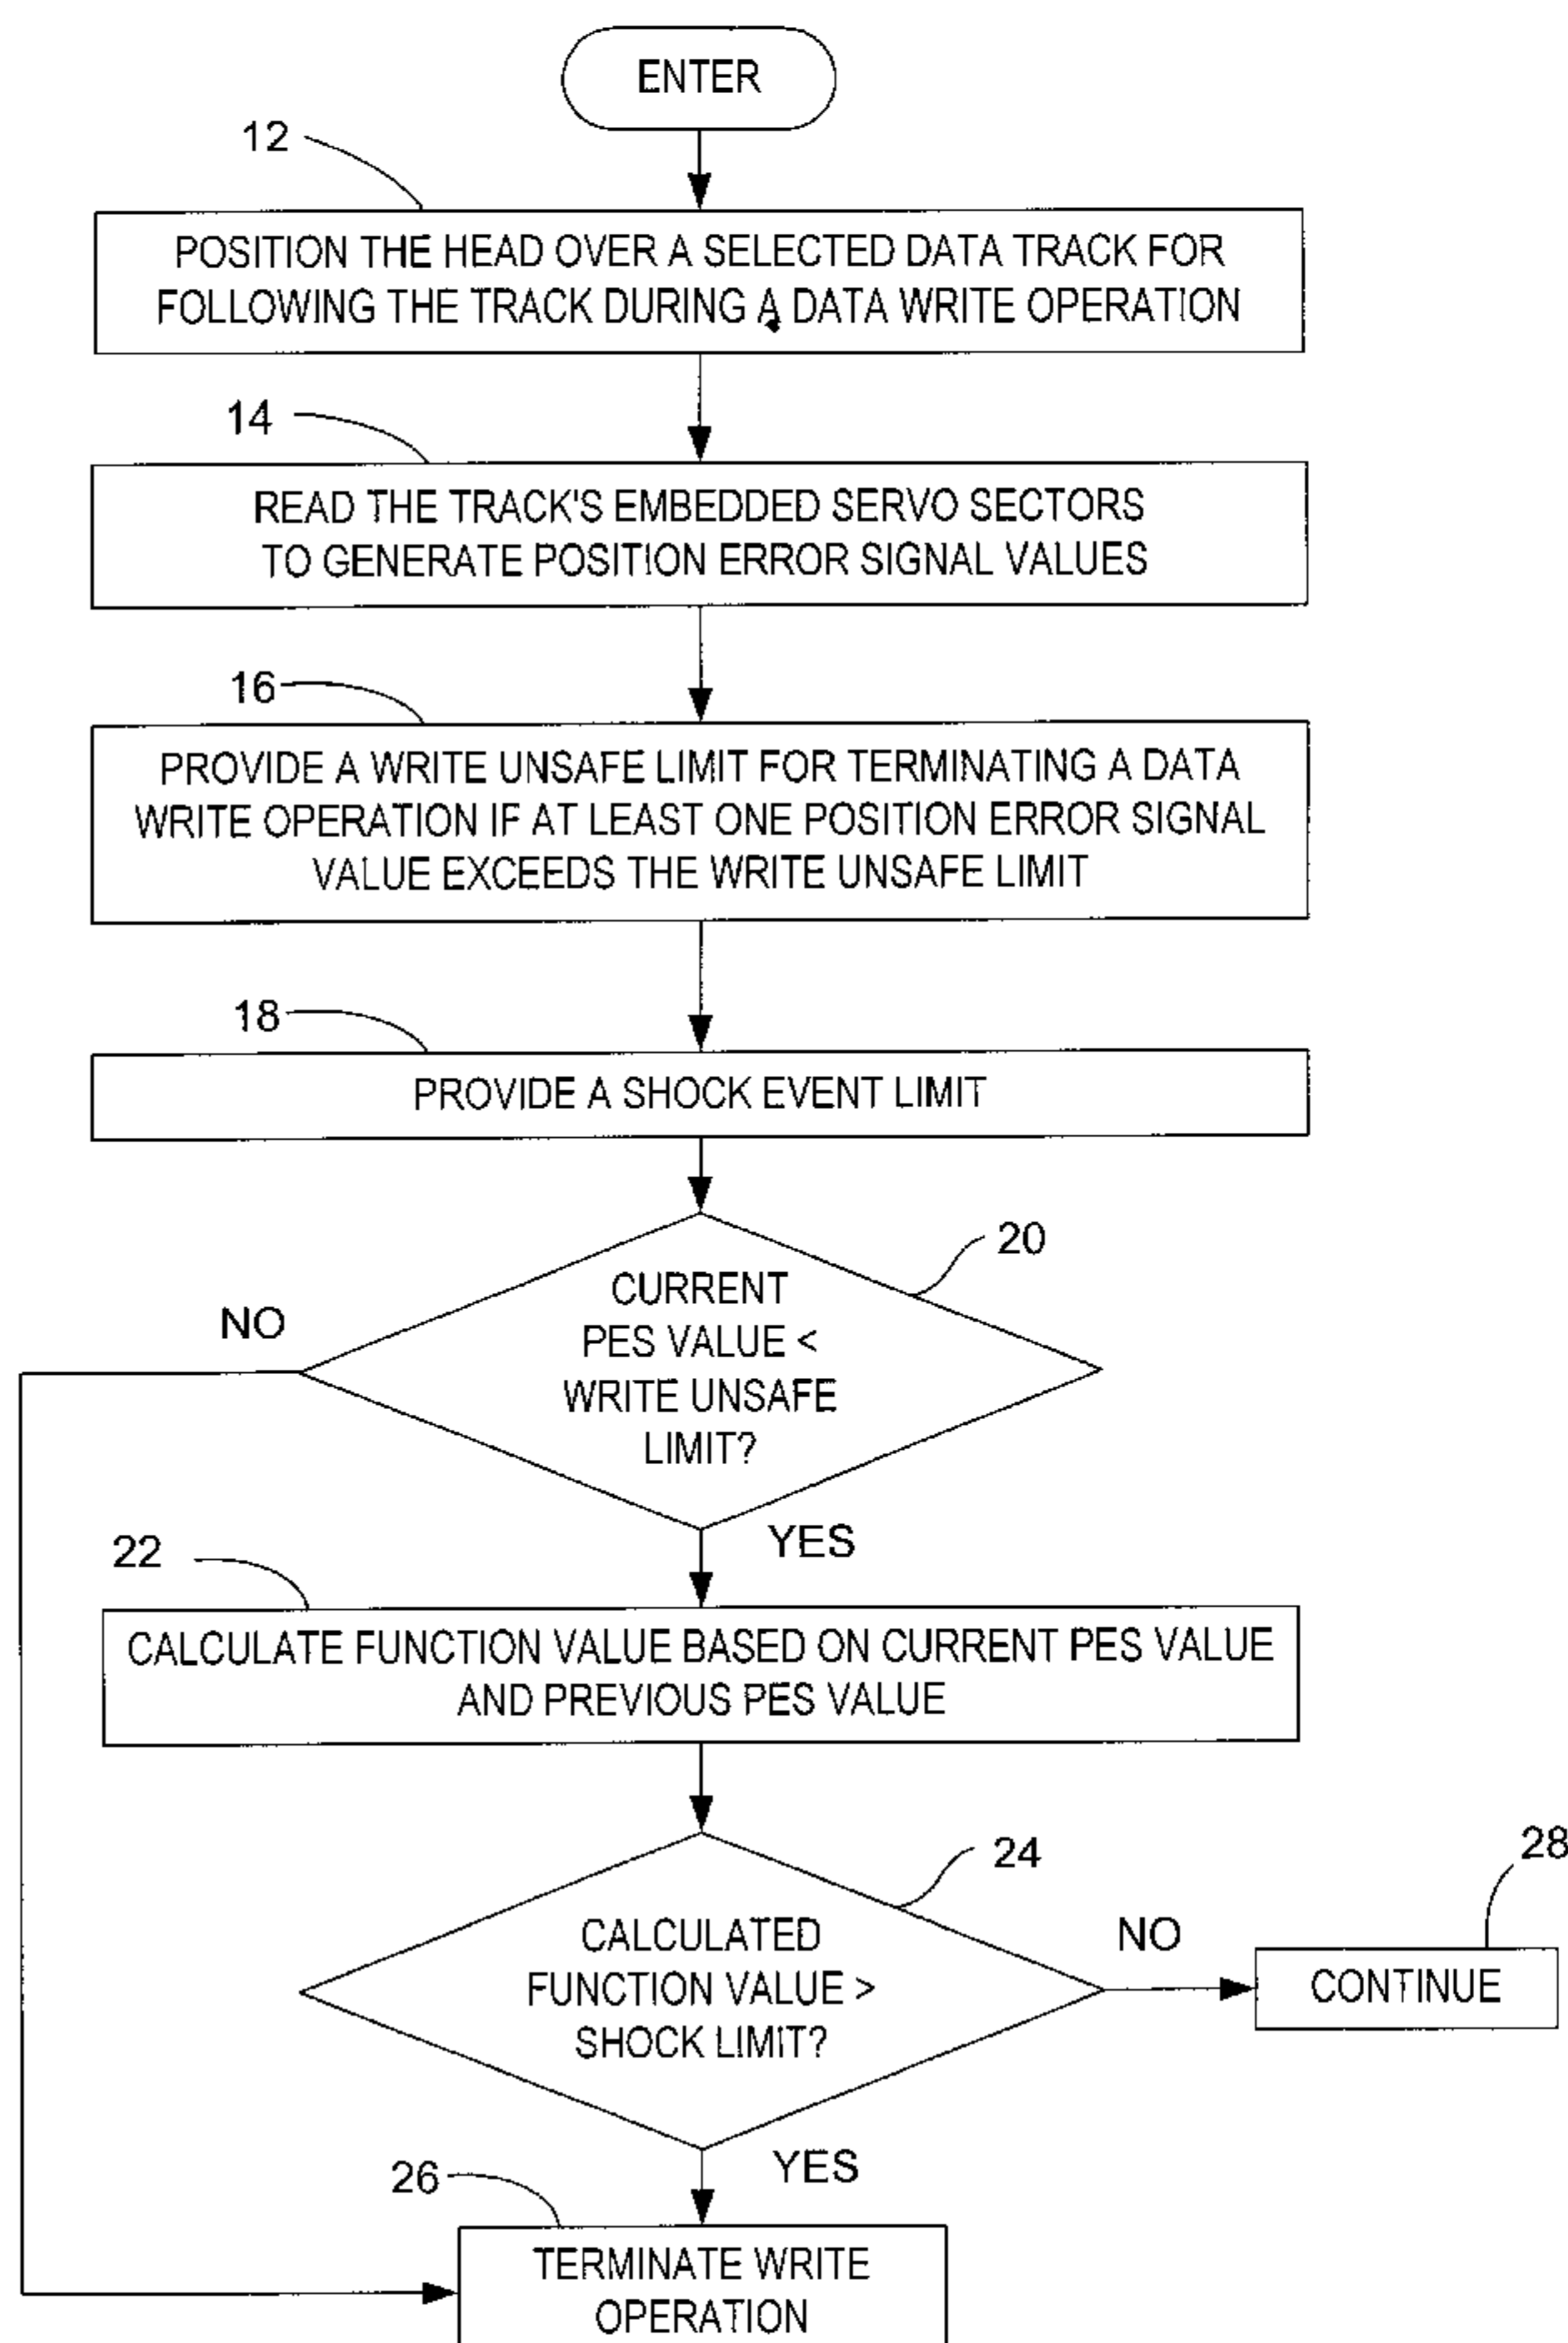 ENTER
12
POSITION THE HEAD OVER A SELECTED DATA TRACK FOR
FOLLOWING THE TRACK DURING A DATA WRITE OPERATION
14
READ THE TRACK'S EMBEDDED SERVO SECTORS
TO GENERATE POSITION ERROR SIGNAL VALUES
16
PROVIDE A WRITE UNSAFE LIMIT FOR TERMINATING A DATA
WRITE OPERATION IF AT LEAST ONE POSITION ERROR SIGNAL
VALUE EXCEEDS THE WRITE UNSAFE LIMIT
18
PROVIDE A SHOCK EVENT LIMIT
20
CURRENT
PES VALUE <
WRITE UNSAFE
LIMIT?
NO
YES
22
CALCULATE FUNCTION VALUE BASED ON CURRENT PES VALUE
AND PREVIOUS PES VALUE
24
CALCULATED
FUNCTION VALUE >
SHOCK LIMIT?
NO
28
CONTINUE
YES
26
TERMINATE WRITE
OPERATION